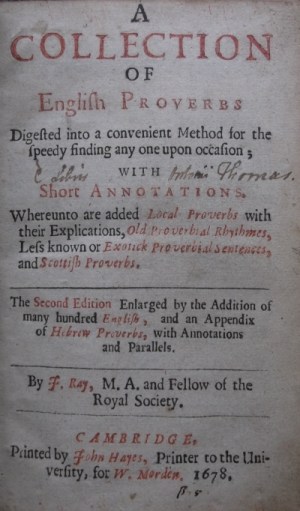 A
COLLECTION
OF
Engliſh PROVERBS
Digeſted into a convenient Method for the
ſpeedy finding any one upon occaſion;
WITH
E Libris Thomas.
Short ANNOTATIONS.
Whereunto are added Local Proverbs with
their Explications, Old Proverbial Rhythmes,
Leſs known or Exotick Proverbial Sentences,
and Scottiſh Proverbs.
The Second Edition Enlarged by the Addition of
many hundred Engliſh, and an Appendix
of Hebrew Proverbs, with Annotations
and Parallels.
By J. Ray, M. A. and Fellow of the
Royal Society.
CAMBRIDGE,
Printed by John Hayes, Printer to the Uni-
verſity, for W. Morden, 1678.